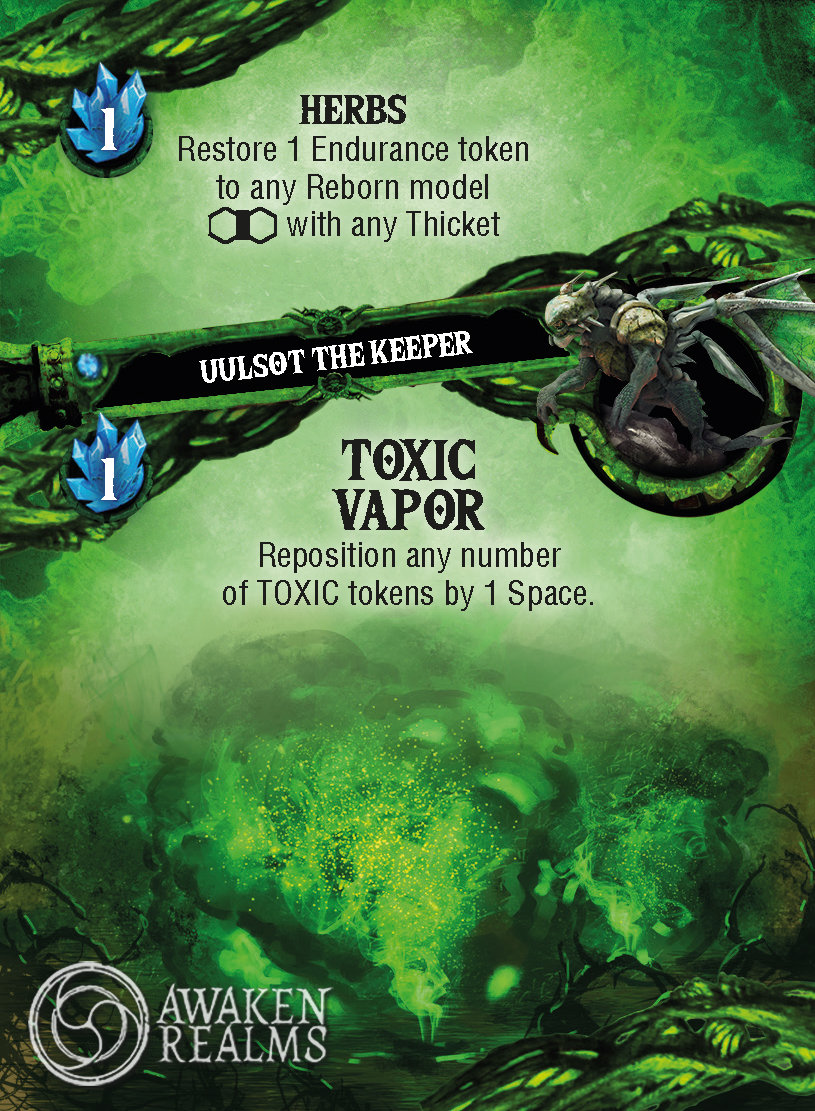 1
HERBS
Restore 1 Endurance token
to any Reborn model
with any Thicket
UULSOT THE KEEPER
1
TOXIC
VAPOR
Reposition any number
of TOXIC tokens by 1 Space.
AWAKEN
REALMS